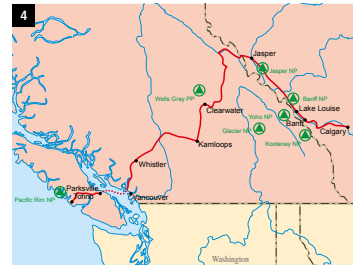 4
Jasper
Jasper NP
Wells Gray PP
Banff NP
Lake Louise
Clearwater
Yoho NP
Banff
Glacier NP
Calgary
Kootenay NP
Kamloops
Whistler
Parksville
Tofino
Pacific Rim NP
Vancouver
Washington